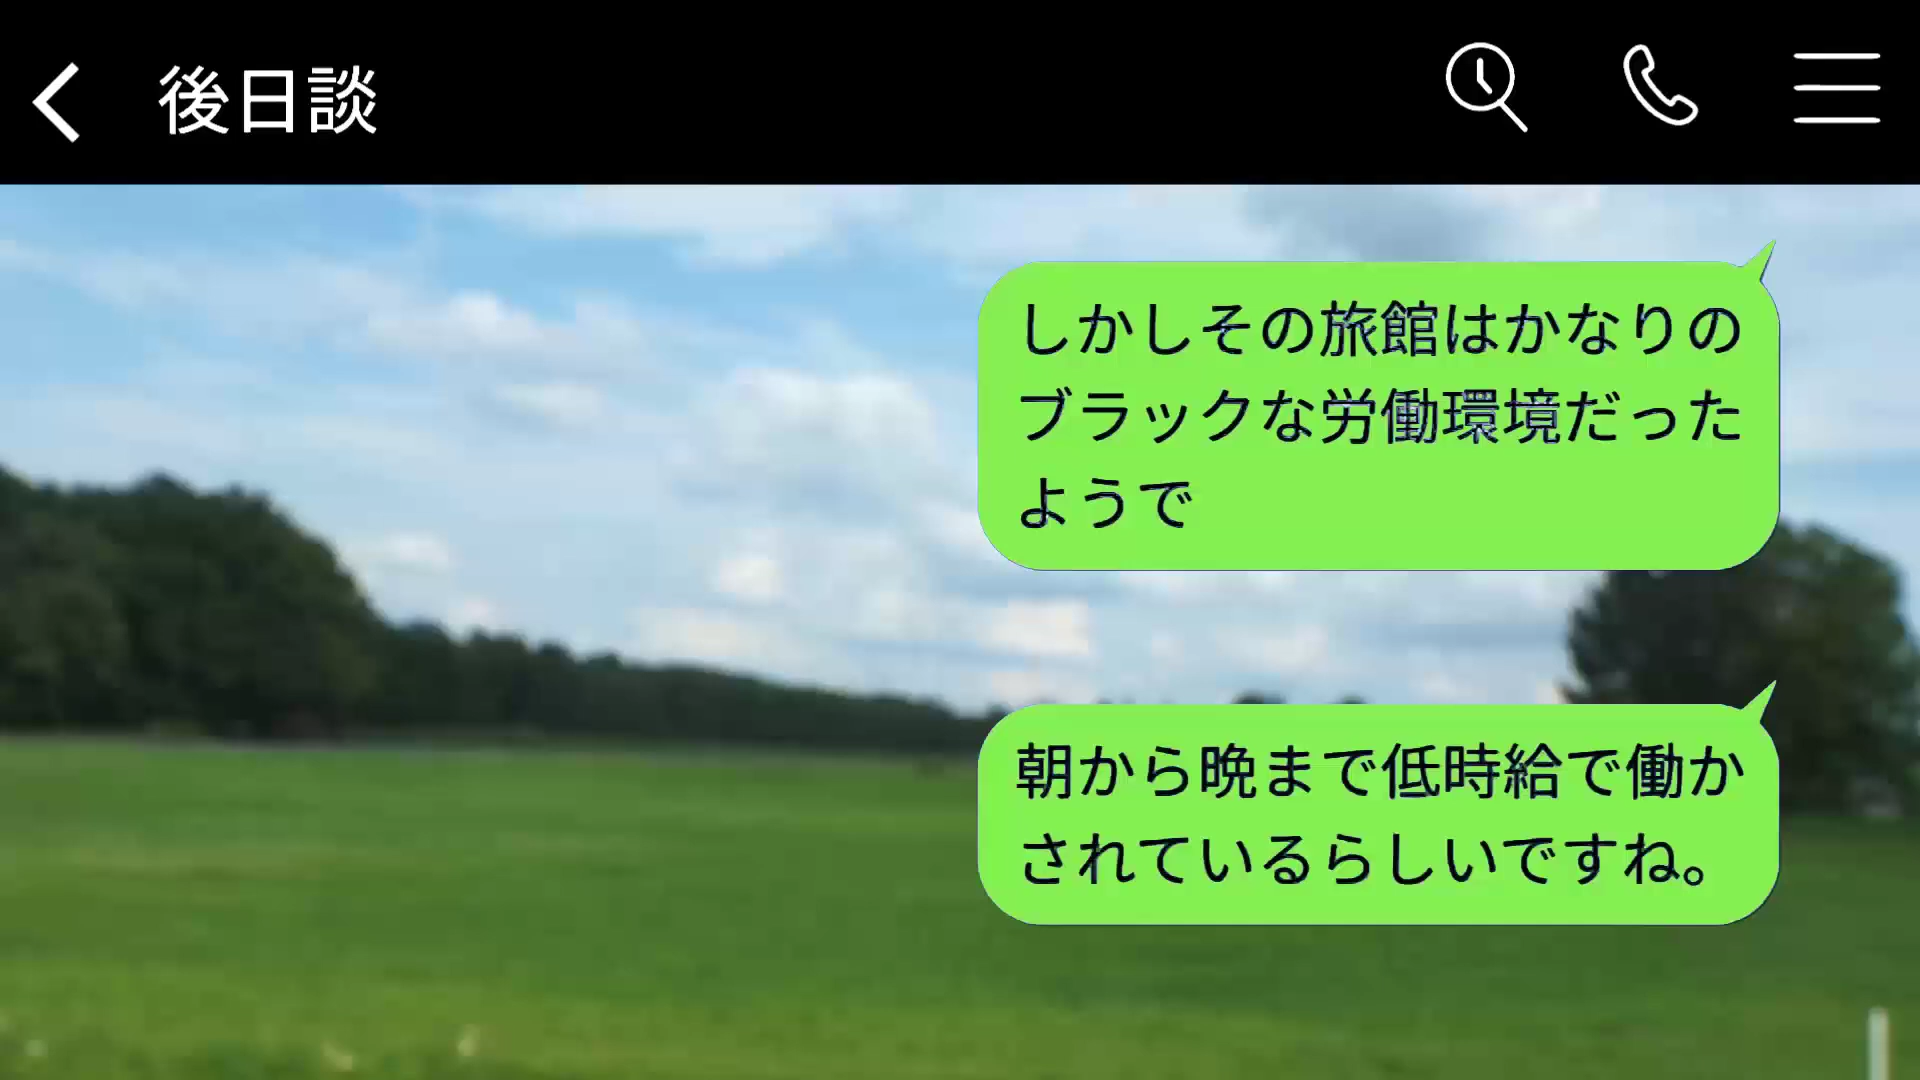 後日談
しかしその旅館はかなりの
ブラックな労働環境だった
ようで
朝から晩まで低時給で働か
されているらしいですね。